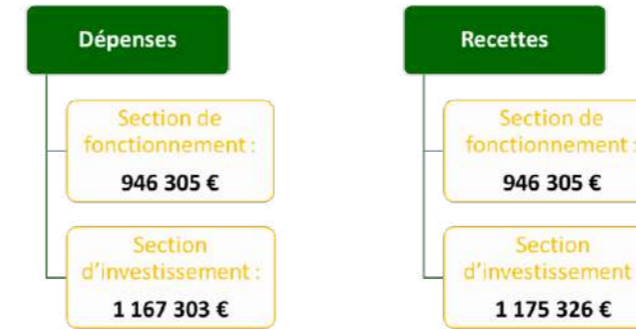 Dépenses
Section de
fonctionnement :
946 305 €
Section
d'investissement :
1 167 303 €
Recettes
Section de
fonctionnement :
946 305 €
Section
d'investissement
1 175 326 €